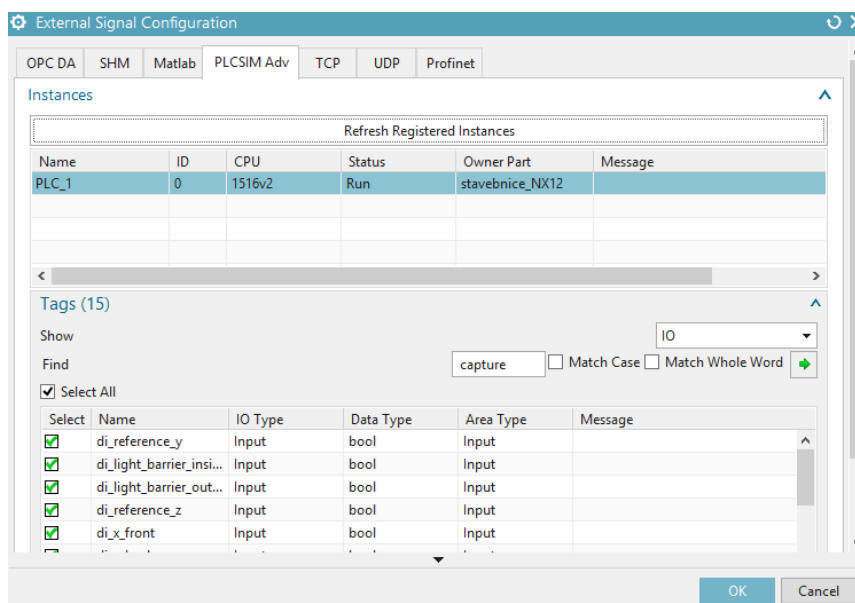 External Signal Configuration
OPC DA SHM Matlab PLCSIM Adv TCP UDP Profinet
Instances
Refresh Registered Instances
Name ID CPU Status Owner Part Message
PLC_1 0 1516v2 Run stavebnice_NX12
Tags (15)
Show IO
Find capture Match Case Match Whole Word
Select All
Select Name IO Type Data Type Area Type Message
di_reference_y Input bool Input
di_light_barrier_insi... Input bool Input
di_light_barrier_out... Input bool Input
di_reference_z Input bool Input
di_x_front Input bool Input
OK Cancel